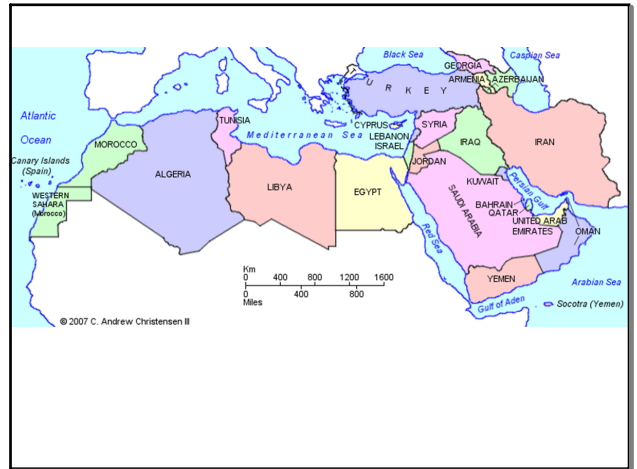 Black Sea
Caspian Sea
GEORGIA
ARMENIA
AZERBAIJAN
TURKEY
Atlantic
Ocean
TUNISIA
Mediterranean Sea
CYPRUS
SYRIA
LEBANON
ISRAEL
IRAQ
IRAN
MOROCCO
JORDAN
Canary Islands
(Spain)
ALGERIA
LIBYA
EGYPT
KUWAIT
Persian Gulf
WESTERN
SAHARA
(Morocco)
SAUDI ARABIA
BAHRAIN
QATAR
UNITED ARAB
EMIRATES
OMAN
Red Sea
YEMEN
Arabian Sea
Gulf of Aden
Socotra (Yemen)
Km
0 400 800 1200 1600
0 400 800
Miles
© 2007 C. Andrew Christensen III